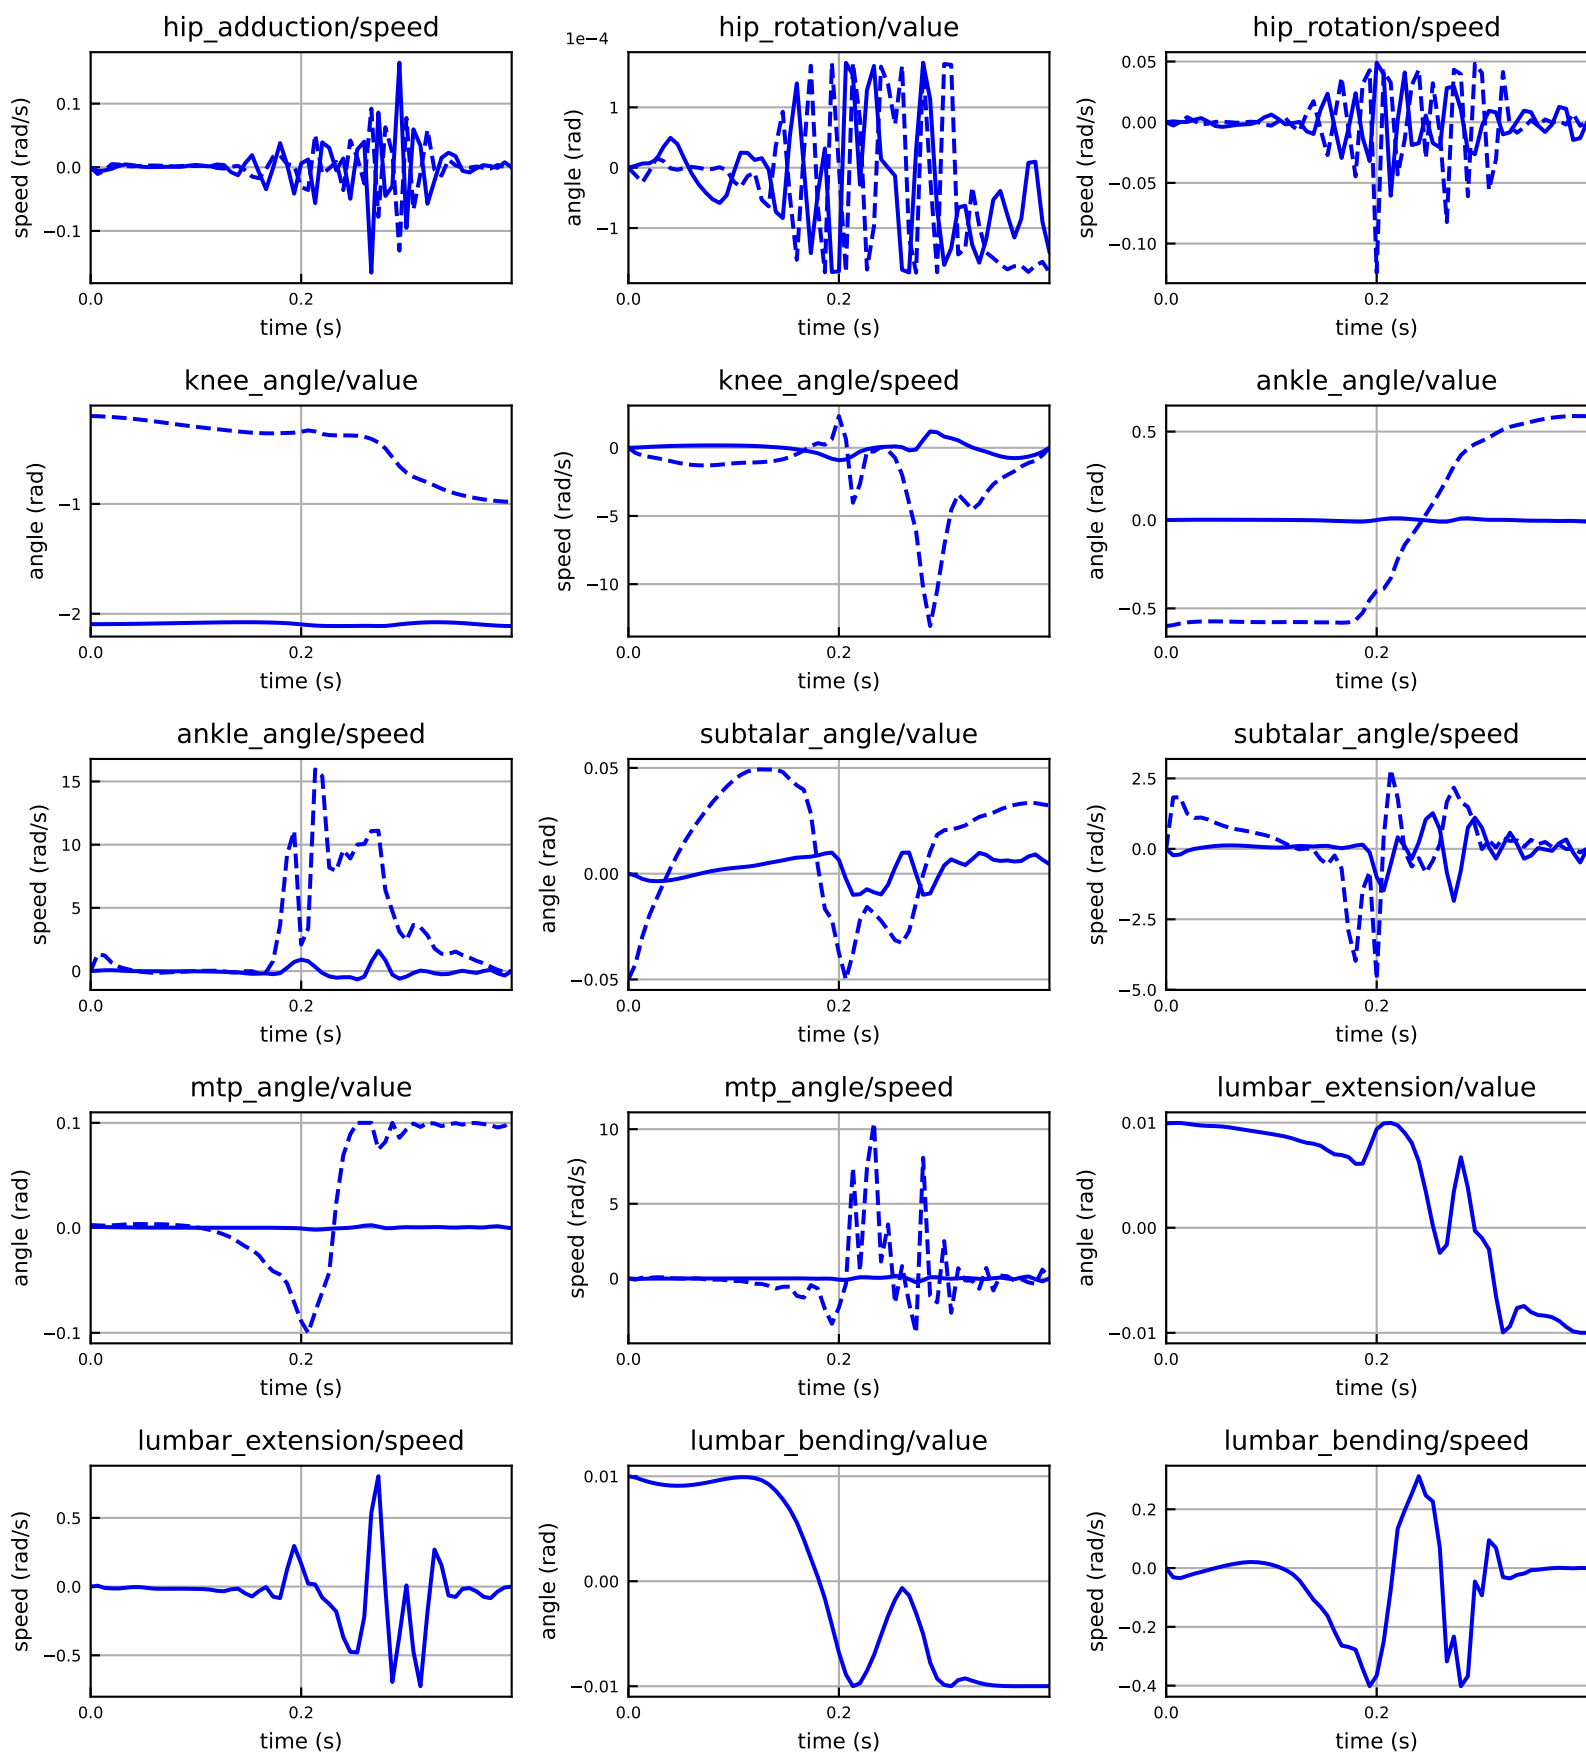 hip_adduction/speed
speed (rad/s)
0.1
0.0
−0.1
0.0
0.2
time (s)
hip_rotation/value
1e−4
angle (rad)
1
0
−1
0.0
0.2
time (s)
hip_rotation/speed
speed (rad/s)
0.05
0.00
−0.05
−0.10
0.0
0.2
time (s)
knee_angle/value
angle (rad)
−1
−2
0.0
0.2
time (s)
knee_angle/speed
speed (rad/s)
0
−5
−10
0.0
0.2
time (s)
ankle_angle/value
angle (rad)
0.5
0.0
−0.5
0.0
0.2
time (s)
ankle_angle/speed
speed (rad/s)
15
10
5
0
0.0
0.2
time (s)
subtalar_angle/value
angle (rad)
0.05
0.00
−0.05
0.0
0.2
time (s)
subtalar_angle/speed
speed (rad/s)
2.5
0.0
−2.5
−5.0
0.0
0.2
time (s)
mtp_angle/value
angle (rad)
0.1
0.0
−0.1
0.0
0.2
time (s)
mtp_angle/speed
speed (rad/s)
10
5
0
0.0
0.2
time (s)
lumbar_extension/value
angle (rad)
0.01
0.00
−0.01
0.0
0.2
time (s)
lumbar_extension/speed
speed (rad/s)
0.5
0.0
−0.5
0.0
0.2
time (s)
lumbar_bending/value
angle (rad)
0.01
0.00
−0.01
0.0
0.2
time (s)
lumbar_bending/speed
speed (rad/s)
0.2
0.0
−0.2
−0.4
0.0
0.2
time (s)